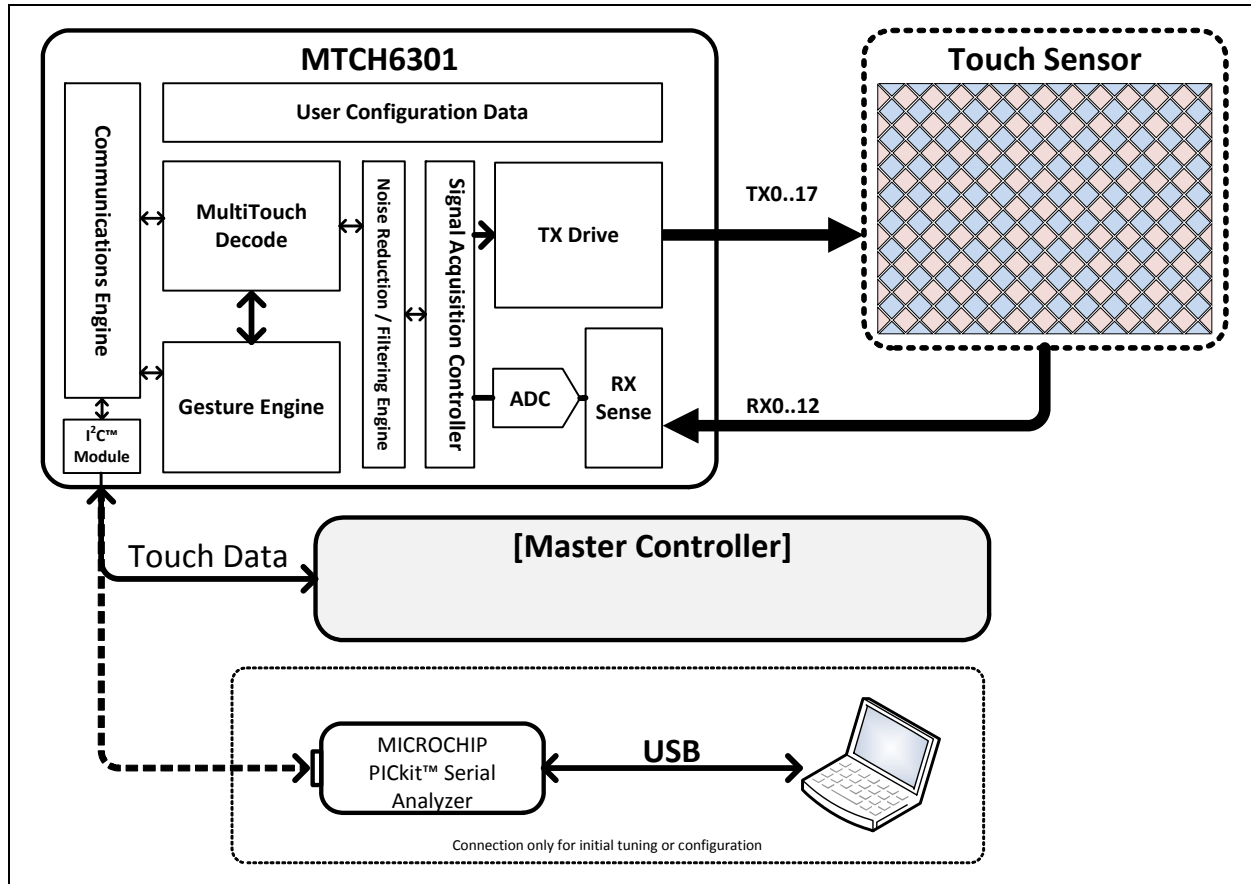 MTCH6301
User Configuration Data
Communications Engine
MultiTouch
Decode
Gesture Engine
I²C™
Module
Noise Reduction / Filtering Engine
Signal Acquisition Controller
TX Drive
ADC
RX
Sense
TX0..17
RX0..12
Touch Sensor
Touch Data
[Master Controller]
MICROCHIP
PICkit™ Serial
Analyzer
USB
Connection only for initial tuning or configuration